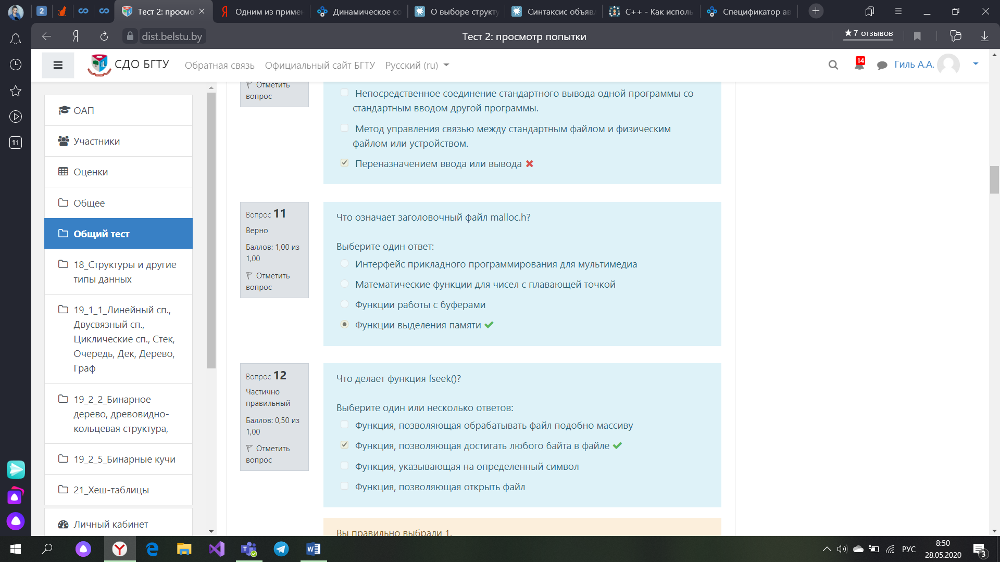 2
Тест 2: просмо
Одним из приме
Динамическое со
О выборе структу
Синтаксис объяв
С++ - Как исполь
Спецификатор ав
Я
dist.belstu.by
Тест 2: просмотр попытки
★7 отзывов
11
СДО БГТУ
Обратная связь
Официальный сайт БГТУ
Русский (ru)
14
Гиль А.А.
ОАП
Участники
Оценки
Общее
Общий тест
18_Структуры и другие
типы данных
19_1_1_Линейный сп.,
Двусвязный сп.,
Циклические сп., Стек,
Очередь, Дек, Дерево,
Граф
19_2_2_Бинарное
дерево, древовидно-
кольцевая структура,
19_2_5_Бинарные кучи
21_Хеш-таблицы
Личный кабинет
Отметить
вопрос
Непосредственное соединение стандартного вывода одной программы со
стандартным вводом другой программы.
Метод управления связью между стандартным файлом и физическим
файлом или устройством.
Переназначением ввода или вывода
Вопрос 11
Верно
Баллов: 1,00 из
1,00
Отметить
вопрос
Что означает заголовочный файл malloc.h?
Выберите один ответ:
Интерфейс прикладного программирования для мультимедиа
Математические функции для чисел с плавающей точкой
Функции работы с буферами
Функции выделения памяти
Вопрос 12
Частично
правильный
Баллов: 0,50 из
1,00
Отметить
вопрос
Что делает функция fseek()?
Выберите один или несколько ответов:
Функция, позволяющая обрабатывать файл подобно массиву
Функция, позволяющая достигать любого байта в файле
Функция, указывающая на определенный символ
Функция, позволяющая открыть файл
Вы правильно выбрали 1.
РУС
8:50
28.05.2020
3